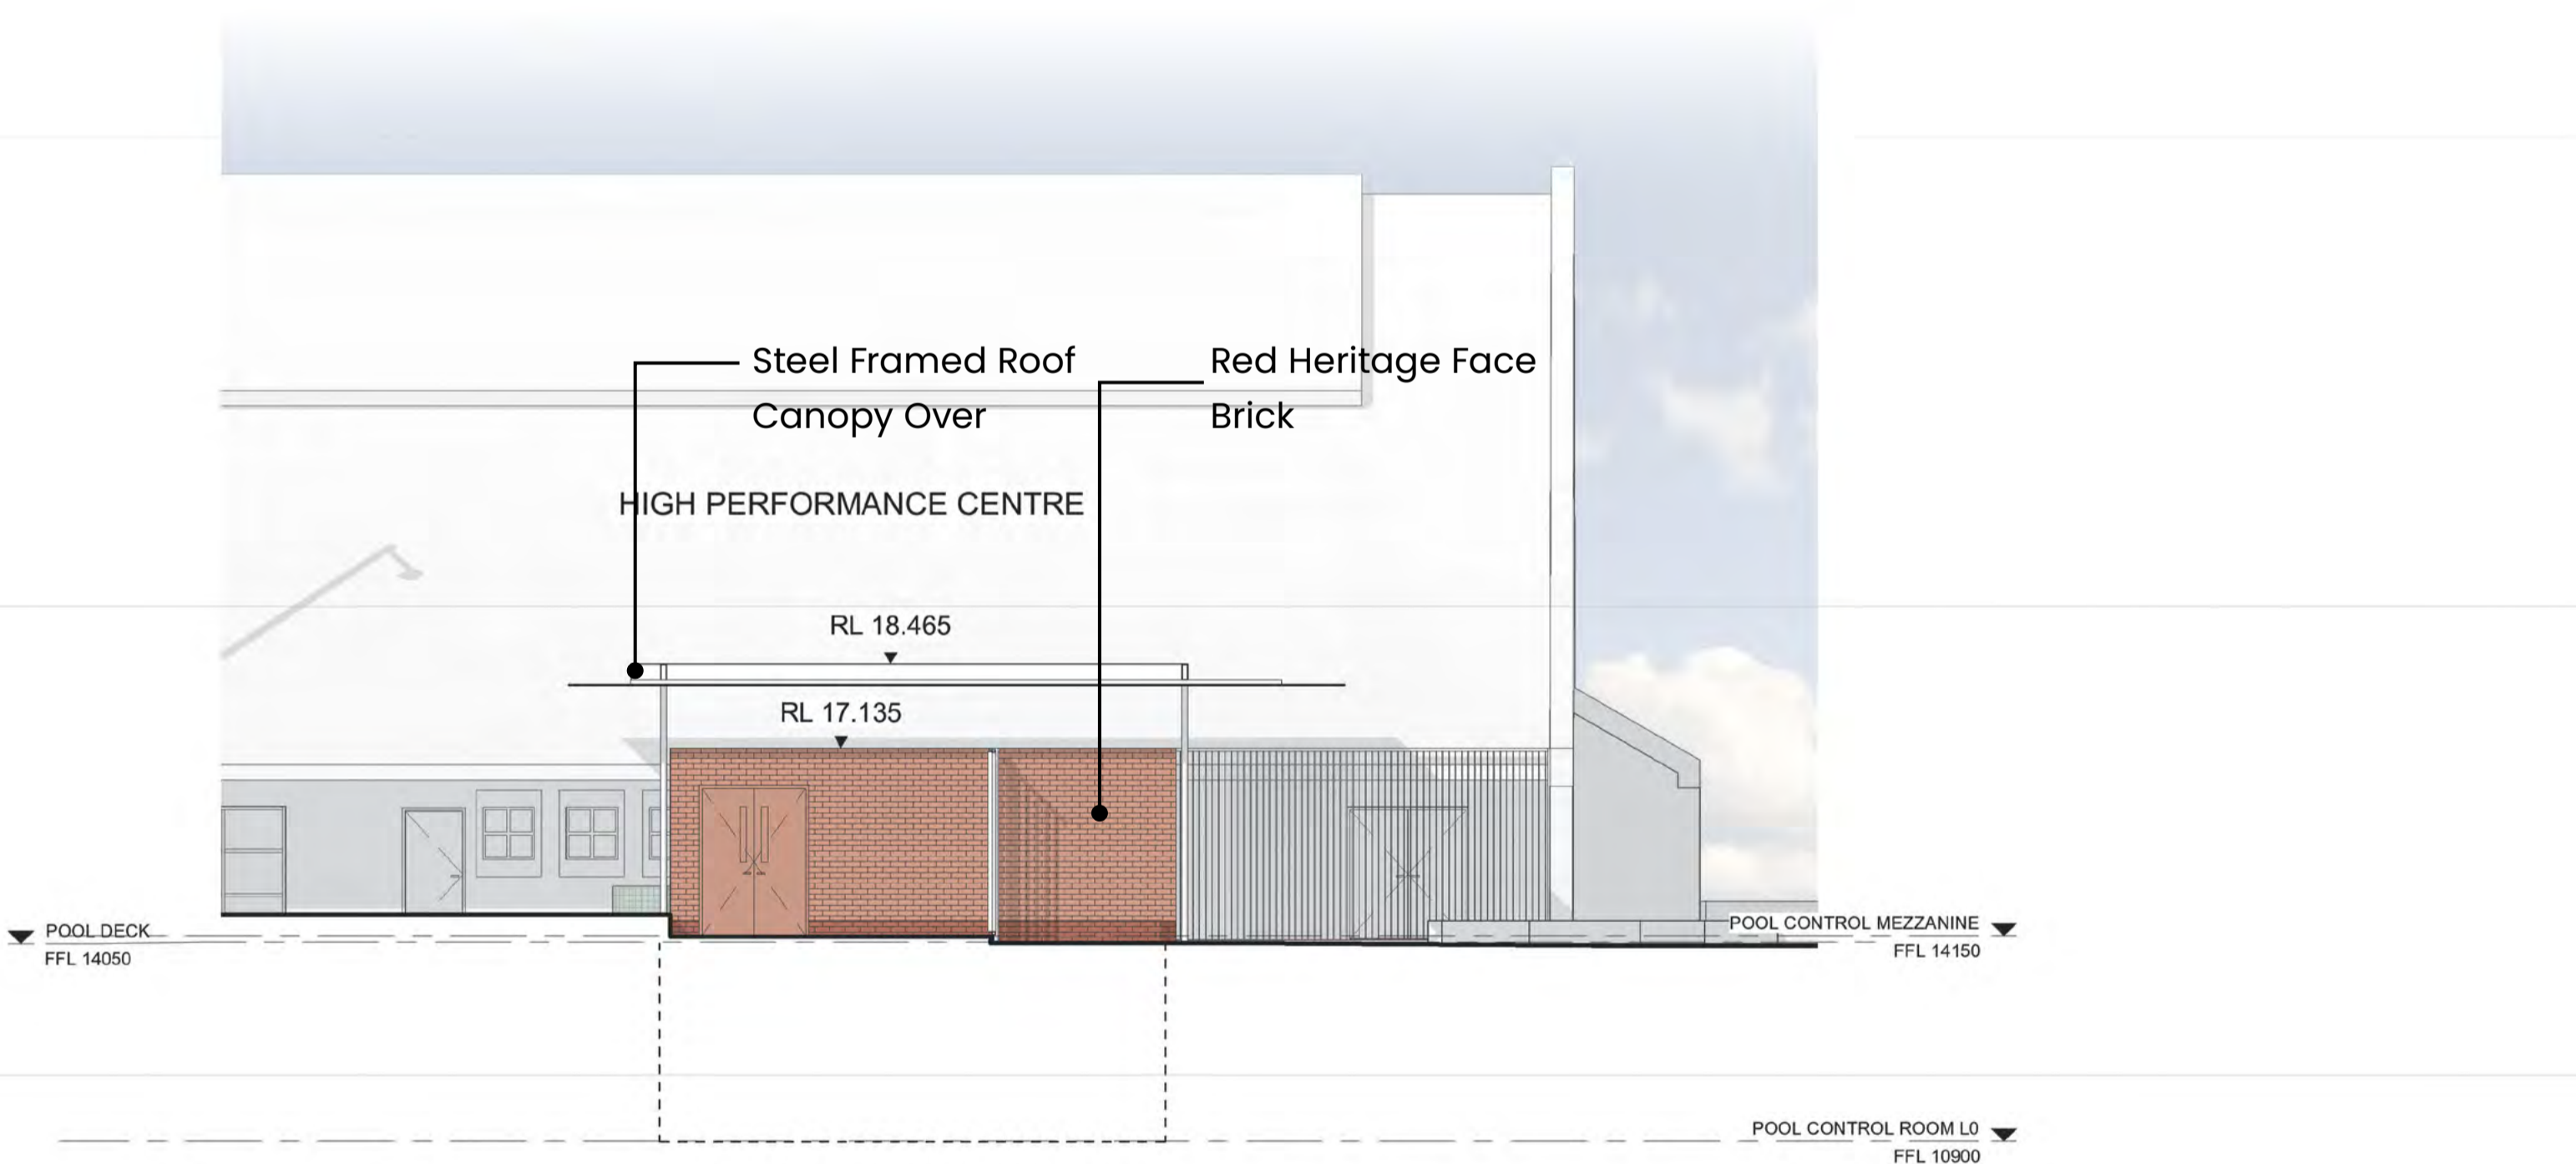 Steel Framed Roof
Canopy Over
Red Heritage Face
Brick
HIGH PERFORMANCE CENTRE
RL 18.465
RL 17.135
POOL DECK
FFL 14050
POOL CONTROL MEZZANINE
FFL 14150
POOL CONTROL ROOM L0
FFL 10900